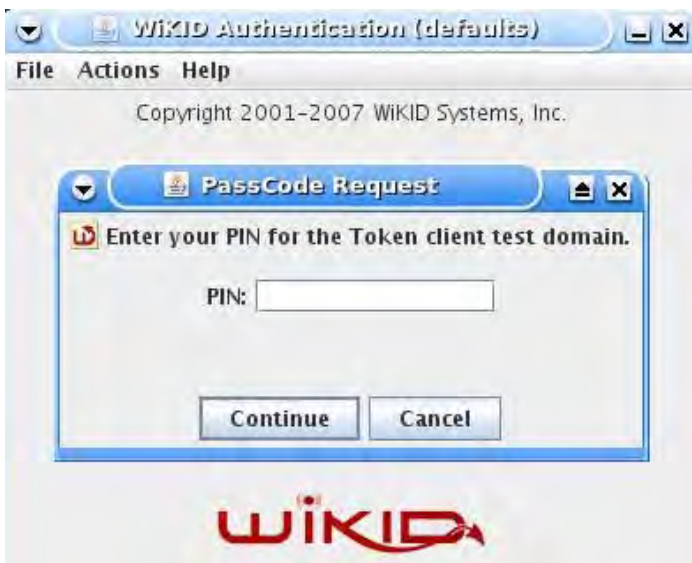 WiKID Authentication (defaults)
File Actions Help
Copyright 2001-2007 WiKID Systems, Inc.
PassCode Request
Enter your PIN for the Token client test domain.
PIN:
Continue Cancel
WiKID